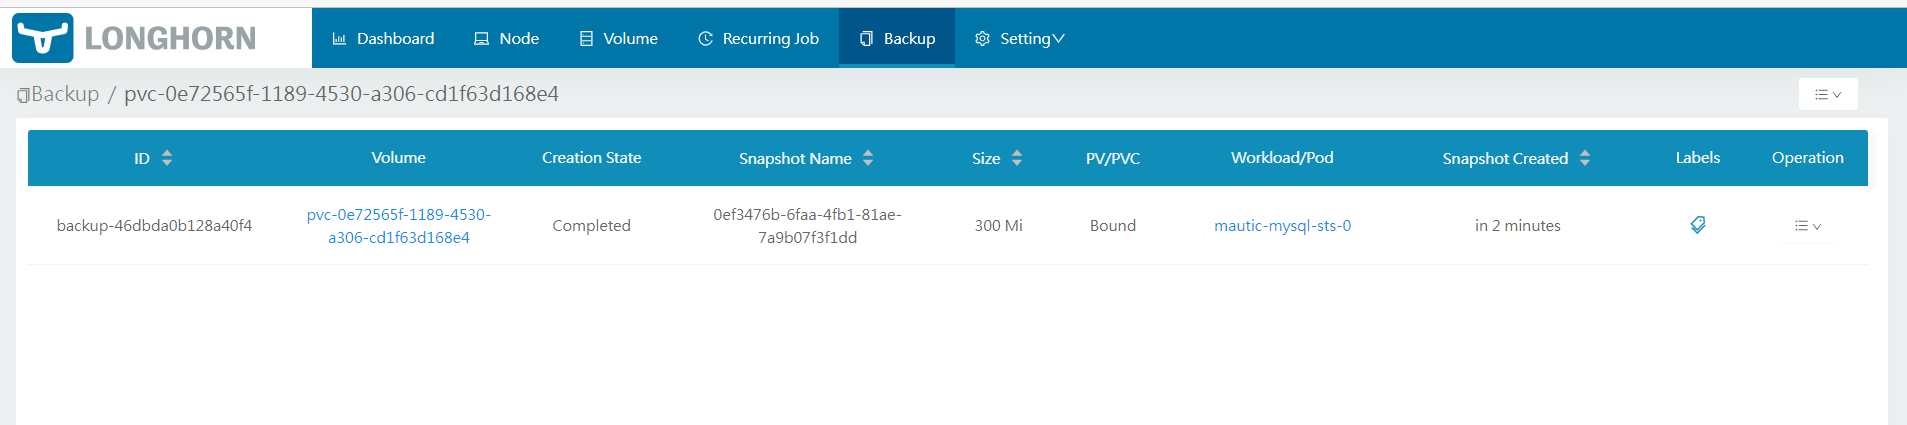 LONGHORN
Dashboard Node Volume Recurring Job Backup Setting
Backup / pvc-0e72565f-1189-4530-a306-cd1f63d168e4
ID Volume Creation State Snapshot Name Size PV/PVC Workload/Pod Snapshot Created Labels Operation
backup-46dbda0b128a40f4
pvc-0e72565f-1189-4530-
a306-cd1f63d168e4
Completed
0ef3476b-6faa-4fb1-81ae-
7a9b07f3f1dd
300 Mi
Bound
mautic-mysql-sts-0
in 2 minutes